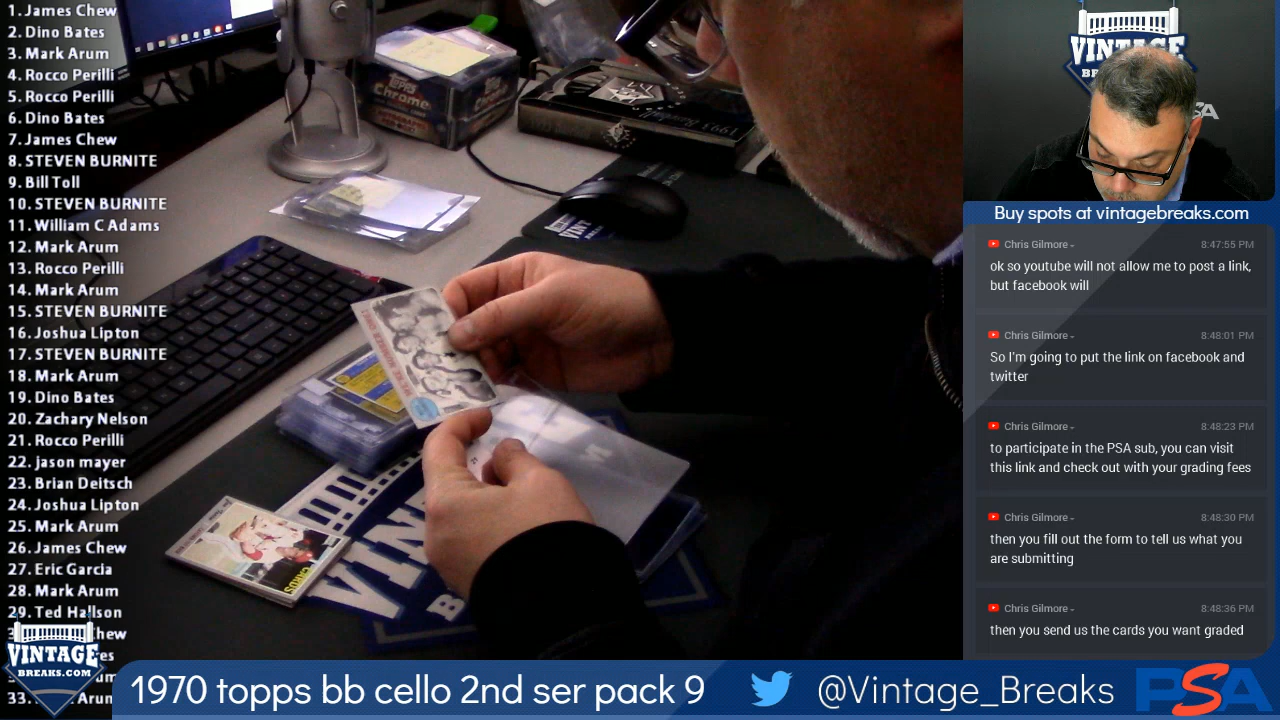 1. James Chew
2. Dino Bates
3. Mark Arum
4. Rocco Perilli
5. Rocco Perilli
6. Dino Bates
7. James Chew
8. STEVEN BURNITE
9. Bill Toll
10. STEVEN BURNITE
11. William C Adams
12. Mark Arum
13. Rocco Perilli
14. Mark Arum
15. STEVEN BURNITE
16. Joshua Lipton
17. STEVEN BURNITE
18. Mark Arum
19. Dino Bates
20. Zachary Nelson
21. Rocco Perilli
22. jason mayer
23. Brian Deitsch
24. Joshua Lipton
25. Mark Arum
26. James Chew
27. Eric Garcia
28. Mark Arum
29. Ted Hallson
Chew
33.
VINTAGE
BREAKS.COM
TOPPS
Chrome
1993
CARDS
VINTAGE
PSA
Buy spots at vintagebreaks.com
Chris Gilmore 8:47:55 PM
ok so youtube will not allow me to post a link,
but facebook will
Chris Gilmore 8:48:01 PM
So I'm going to put the link on facebook and
twitter
Chris Gilmore 8:48:23 PM
to participate in the PSA sub, you can visit
this link and check out with your grading fees
Chris Gilmore 8:48:30 PM
then you fill out the form to tell us what you
are submitting
Chris Gilmore 8:48:36 PM
then you send us the cards you want graded
1970 topps bb cello 2nd ser pack 9
@Vintage_Breaks
PSA